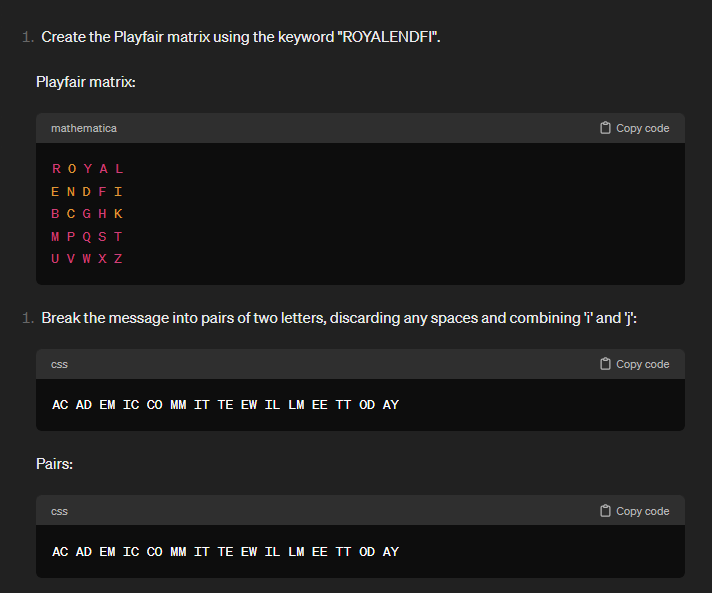 1. Create the Playfair matrix using the keyword "ROYALENDFI".
Playfair matrix:
mathematica Copy code
R O Y A L
E N D F I
B C G H K
M P Q S T
U V W X Z
1. Break the message into pairs of two letters, discarding any spaces and combining 'i' and 'j':
css Copy code
AC AD EM IC CO MM IT TE EW IL LM EE TT OD AY
Pairs:
css Copy code
AC AD EM IC CO MM IT TE EW IL LM EE TT OD AY